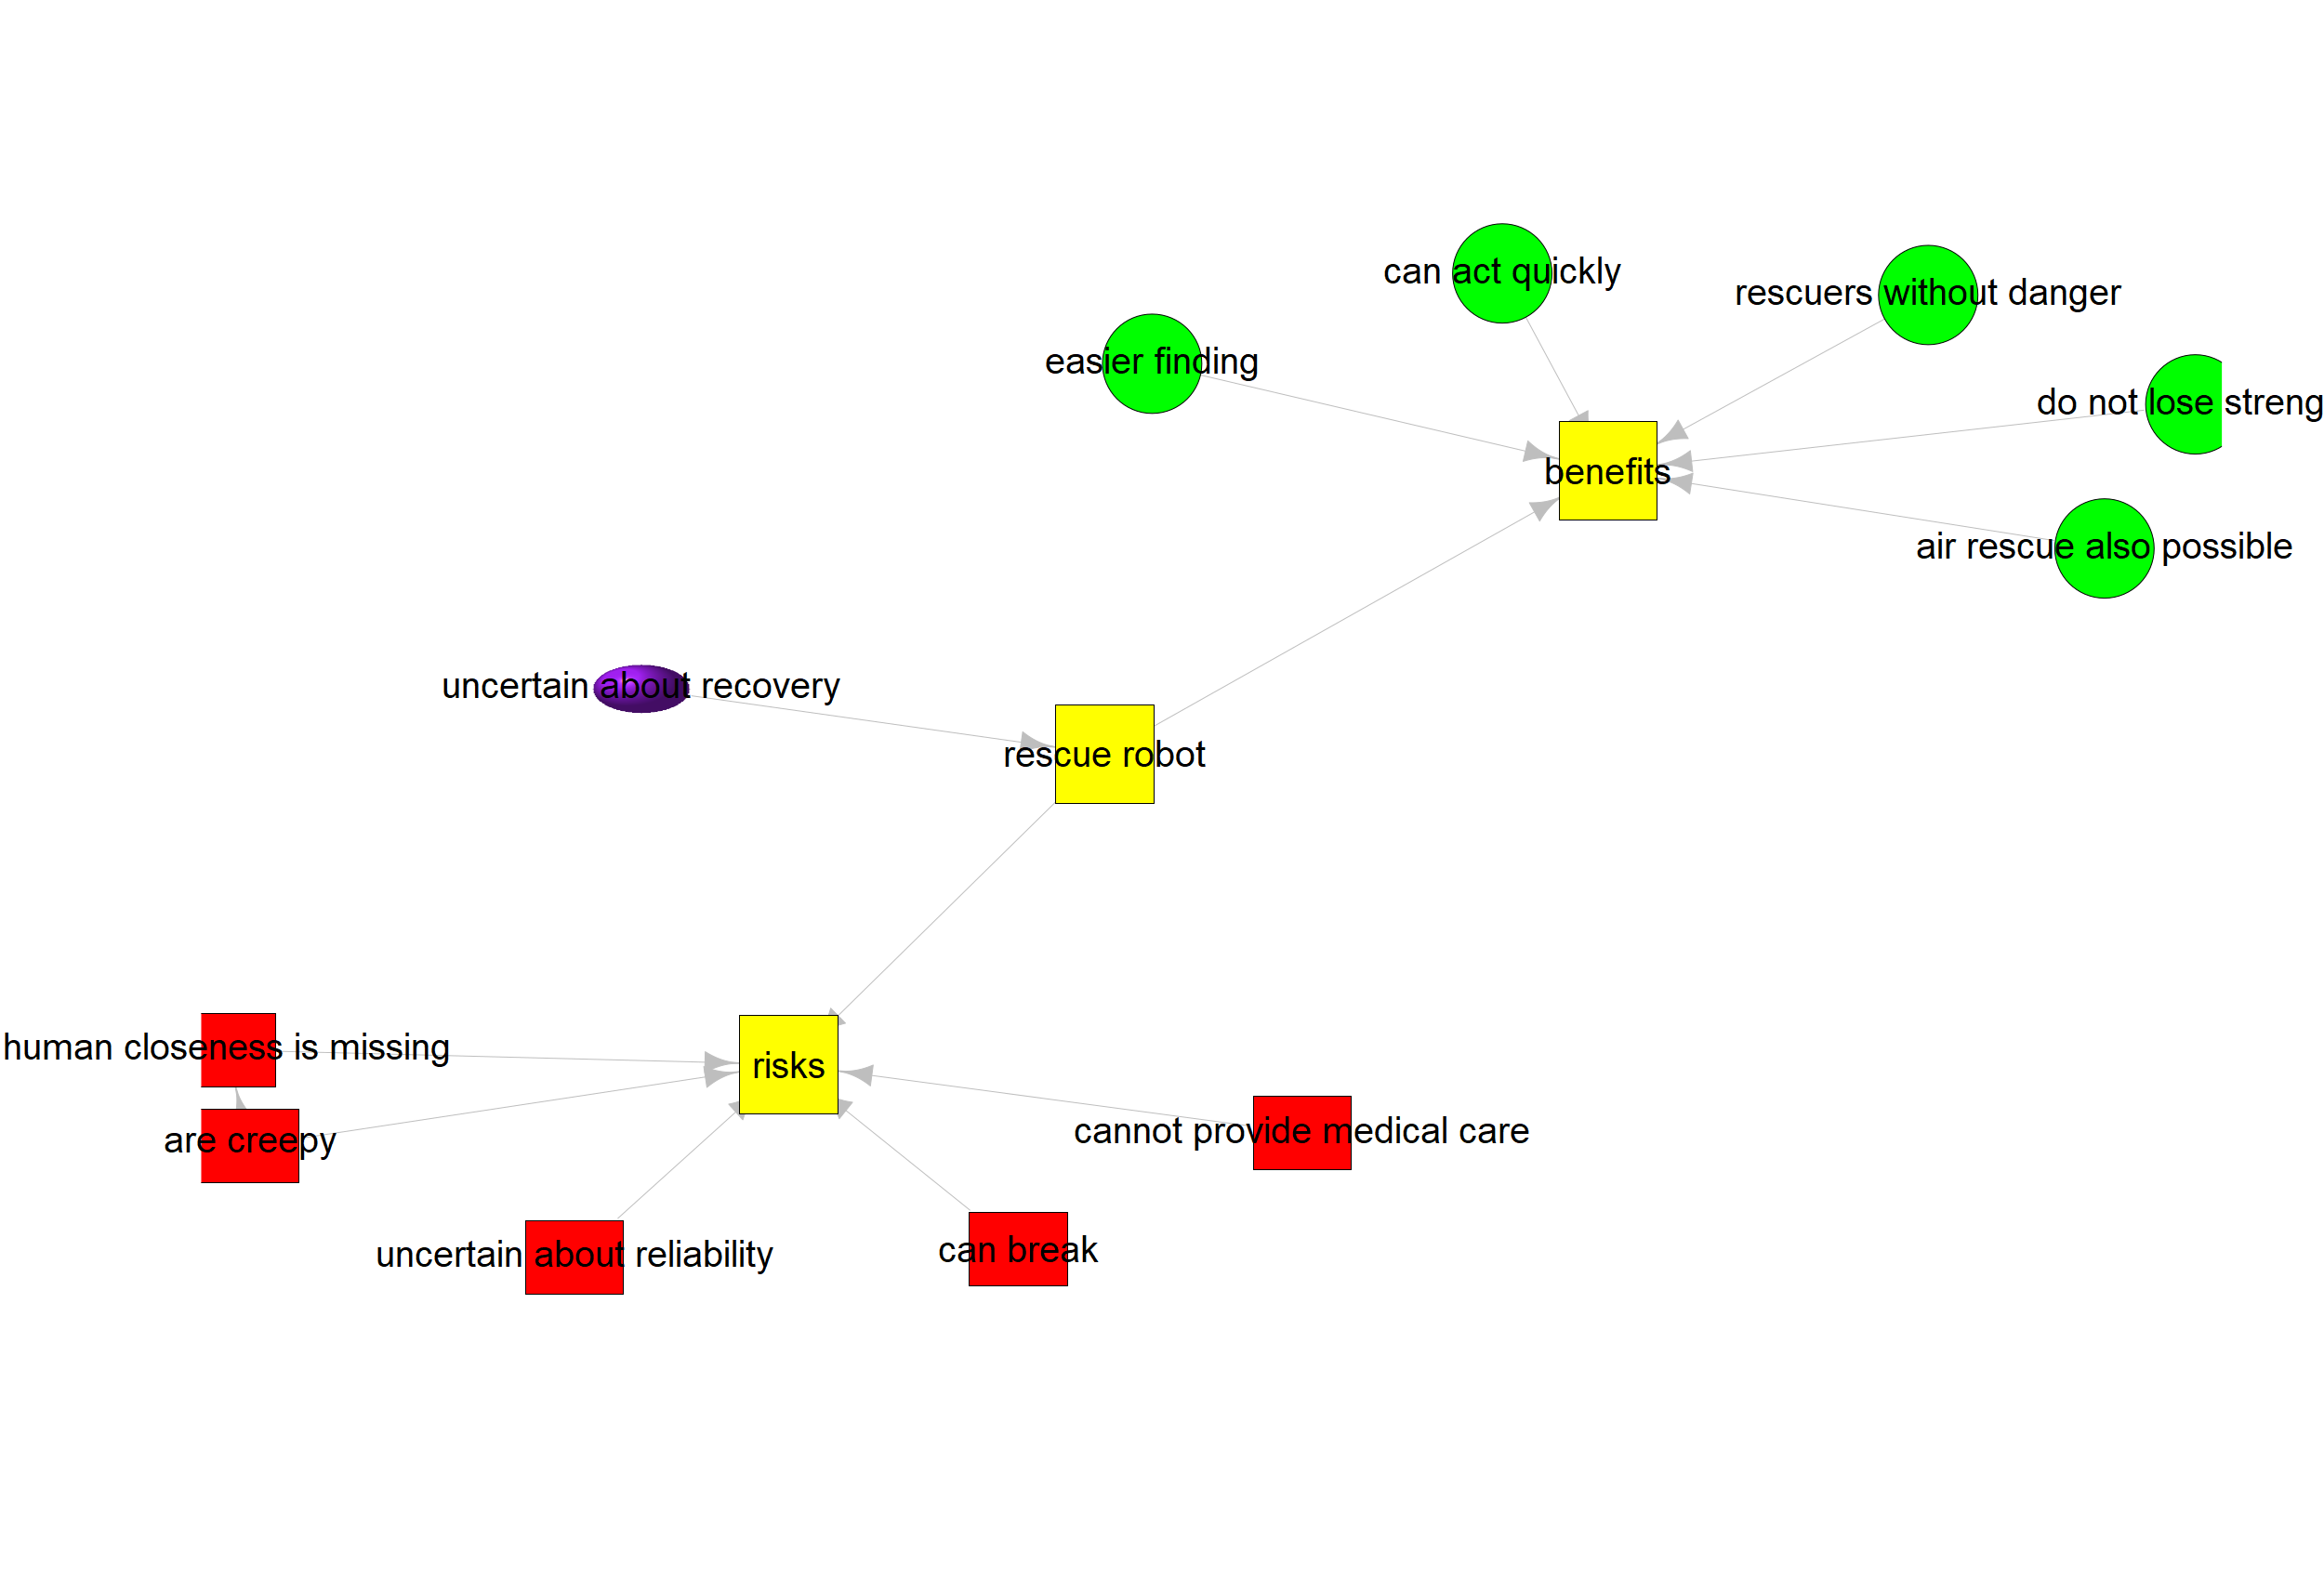 can act quickly
rescuers without danger
easier finding
do not lose streng
benefits
air rescue also possible
uncertain about recovery
rescue robot
human closeness is missing
risks
are creepy
cannot provide medical care
uncertain about reliability
can break